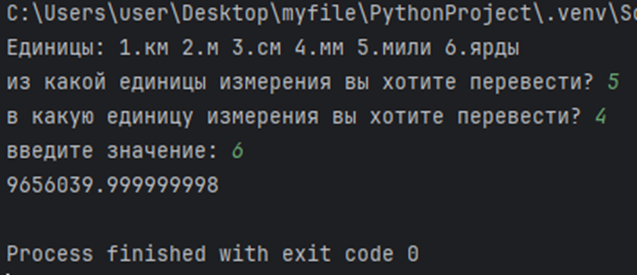 C:\Users\user\Desktop\myfile\PythonProject\.venv\Sc
Единицы: 1.км 2.м 3.см 4.мм 5.мили 6.ярды
из какой единицы измерения вы хотите перевести? 5
в какую единицу измерения вы хотите перевести? 4
введите значение: 6
9656039.999999998
Process finished with exit code 0